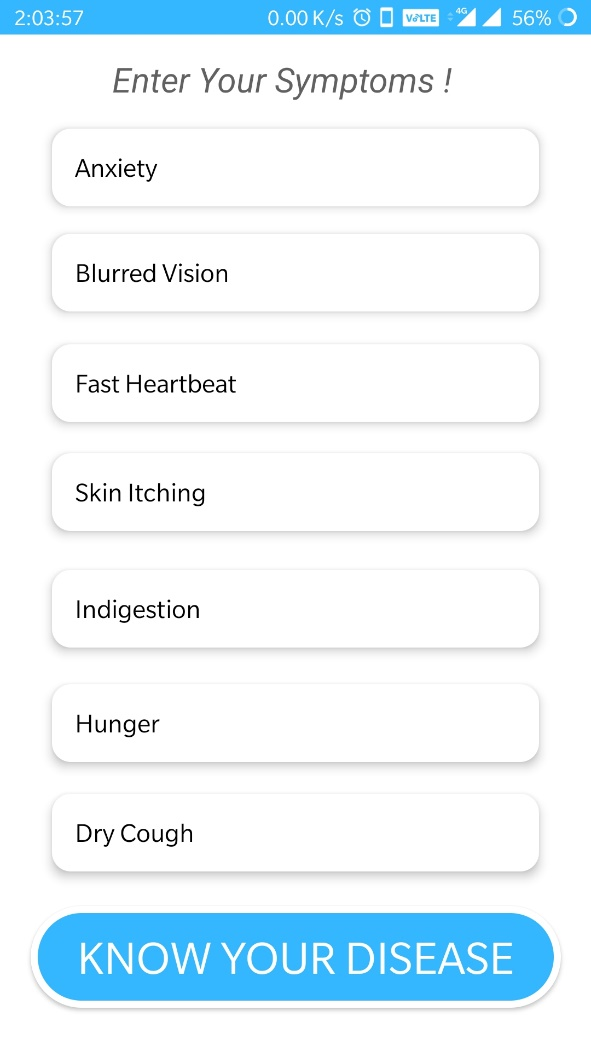 2:03:57 0.00 K/s VoLTE 4G 56%
Enter Your Symptoms !
Anxiety
Blurred Vision
Fast Heartbeat
Skin Itching
Indigestion
Hunger
Dry Cough
KNOW YOUR DISEASE